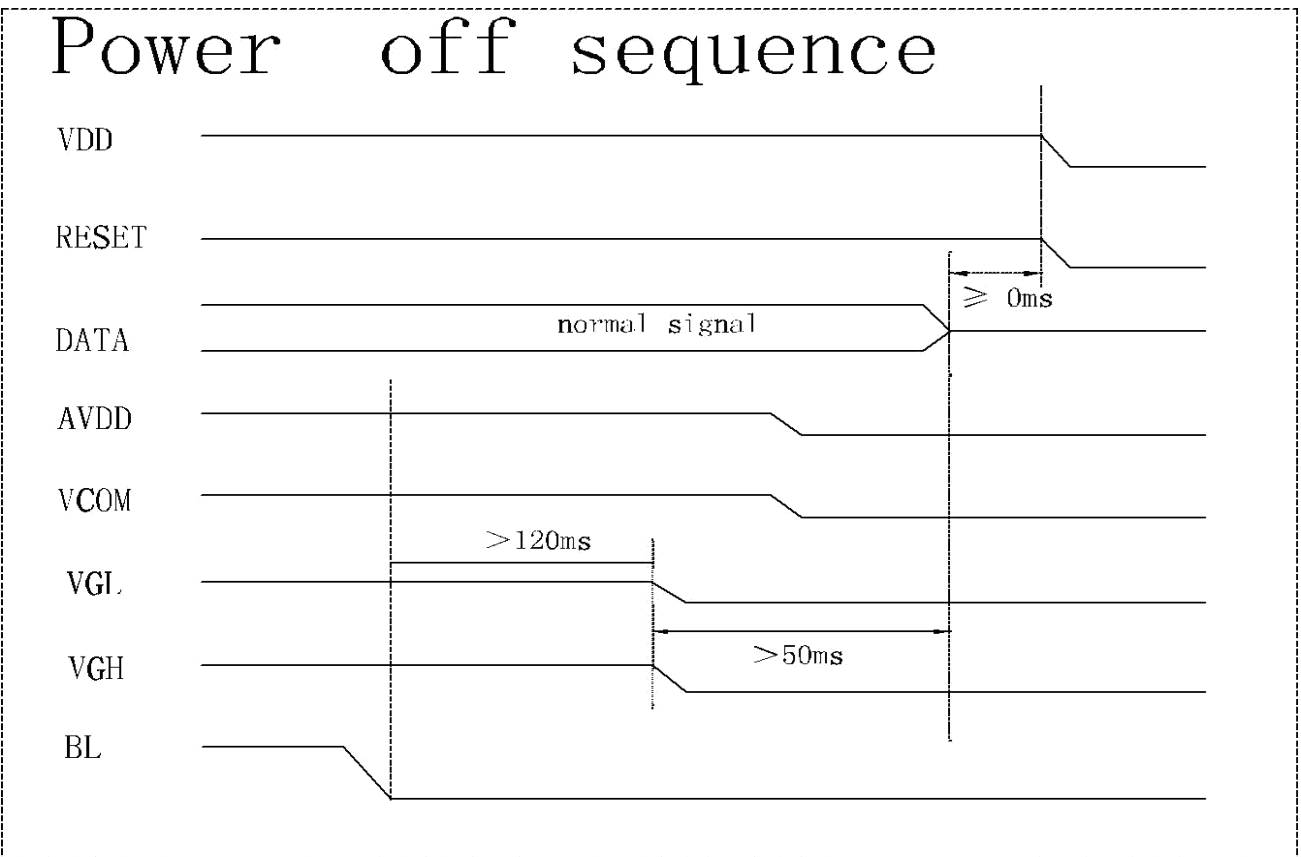 Power off sequence
VDD
RESET
≥ 0ms
normal signal
DATA
AVDD
VCOM
>120ms
VGL
>50ms
VGH
BL